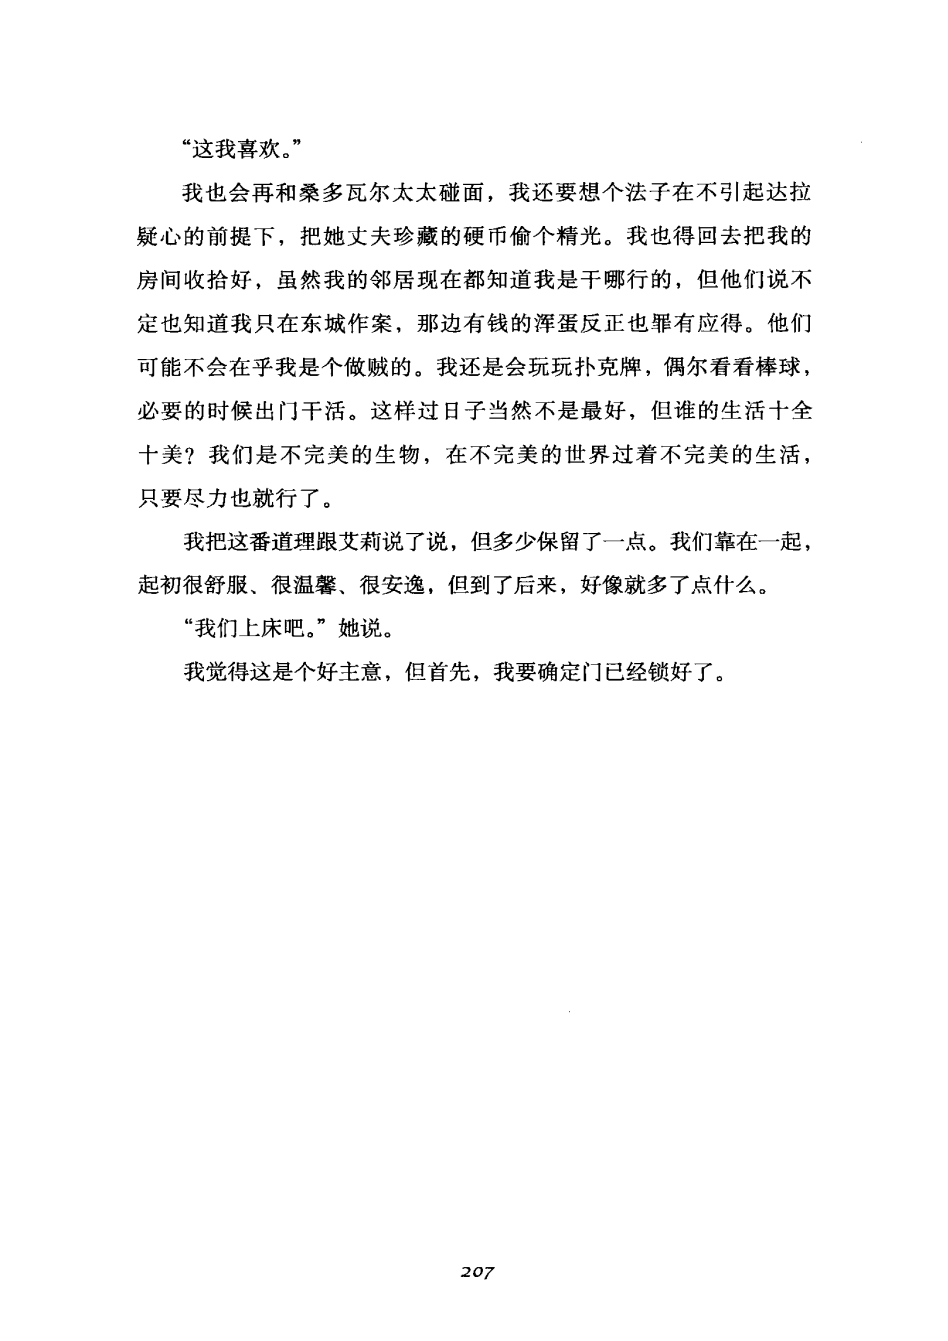 “这我喜欢。”
我也会再和桑多瓦尔太太碰面，我还要想个法子在不引起达拉
疑心的前提下，把她丈夫珍藏的硬币偷个精光。我也得回去把我的
房间收拾好，虽然我的邻居现在都知道我是干哪行的，但他们说不
定也知道我只在东城作案，那边有钱的浑蛋反正也罪有应得。他们
可能不会在乎我是个做贼的。我还是会玩玩扑克牌，偶尔看看棒球，
必要的时候出门干活。这样过日子当然不是最好，但谁的生活十全
十美？我们是不完美的生物，在不完美的世界过着不完美的生活，
只要尽力也就行了。
我把这番道理跟艾莉说了说，但多少保留了一点。我们靠在一起，
起初很舒服、很温馨、很安逸，但到了后来，好像就多了点什么。
“我们上床吧。”她说。
我觉得这是个好主意，但首先，我要确定门已经锁好了。
207